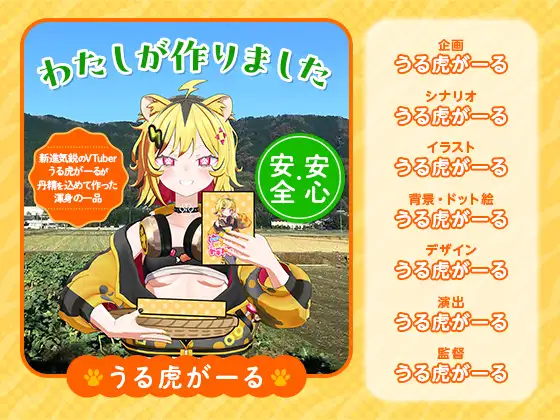 わたしが作りました
新進気鋭のVTuber
うる虎がーるが
丹精を込めて作った
渾身の一品
安心・安全
うる虎がーる
企画
うる虎がーる
シナリオ
うる虎がーる
イラスト
うる虎がーる
背景・ドット絵
うる虎がーる
デザイン
うる虎がーる
演出
うる虎がーる
監督
うる虎がーる